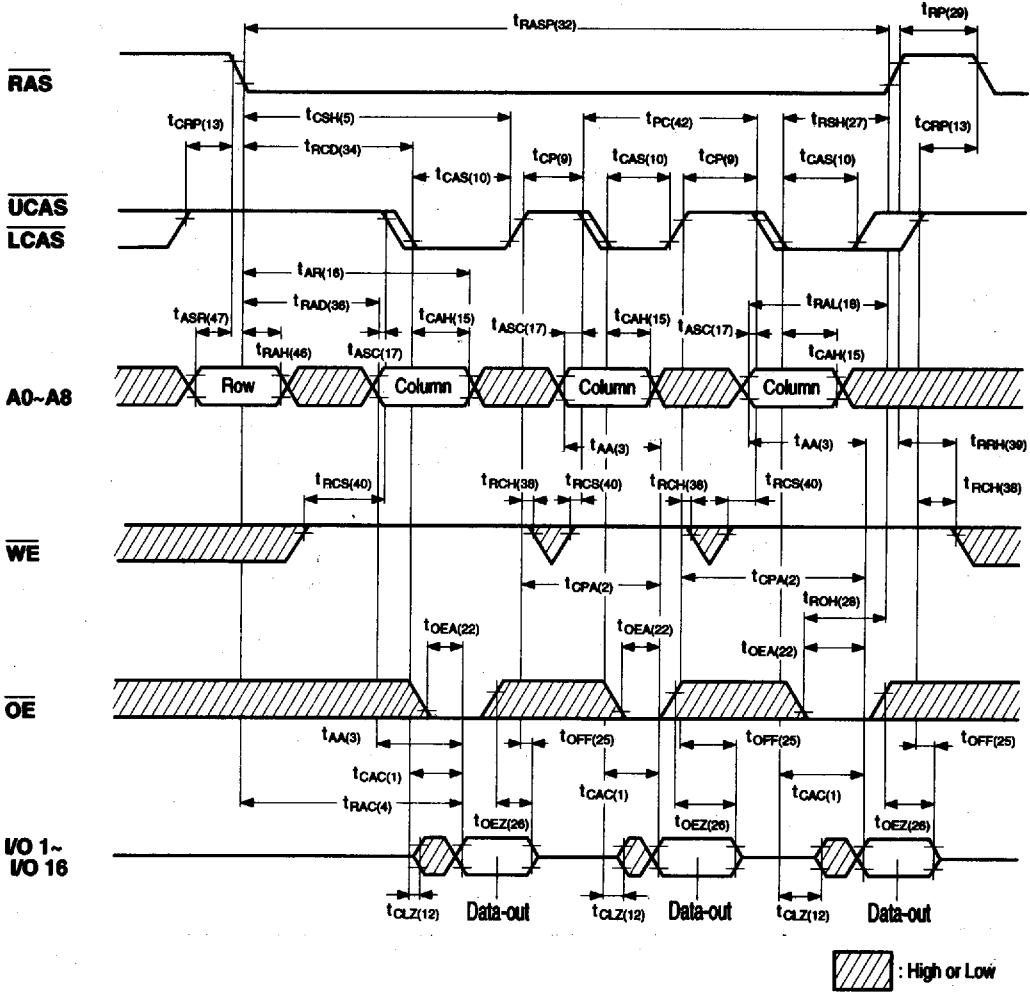 tRASP(32)
tRP(29)
RAS
tCRP(13)
tCSH(5)
tPC(42)
tRSH(27)
tCRP(13)
tRCD(34)
tCAS(10)
tCP(9)
tCAS(10)
tCP(9)
tCAS(10)
UCAS
LCAS
tAR(16)
tRAD(36)
tRAL(18)
tASR(47)
tRAH(46)
tASC(17)
tCAH(15)
tASC(17)
tCAH(15)
tASC(17)
tCAH(15)
A0~A8
Row
Column
Column
Column
tAA(3)
tAA(3)
tRRH(39)
tRCS(40)
tRCH(38)
tRCS(40)
tRCH(38)
tRCS(40)
tRCH(38)
WE
tCPA(2)
tCPA(2)
tROH(28)
tOEA(22)
tOEA(22)
tOEA(22)
OE
tAA(3)
tOFF(25)
tOFF(25)
tOFF(25)
tCAC(1)
tCAC(1)
tCAC(1)
tRAC(4)
tOEZ(26)
tOEZ(26)
tOEZ(26)
I/O 1~
I/O 16
tCLZ(12)
Data-out
tCLZ(12)
Data-out
tCLZ(12)
Data-out
: High or Low